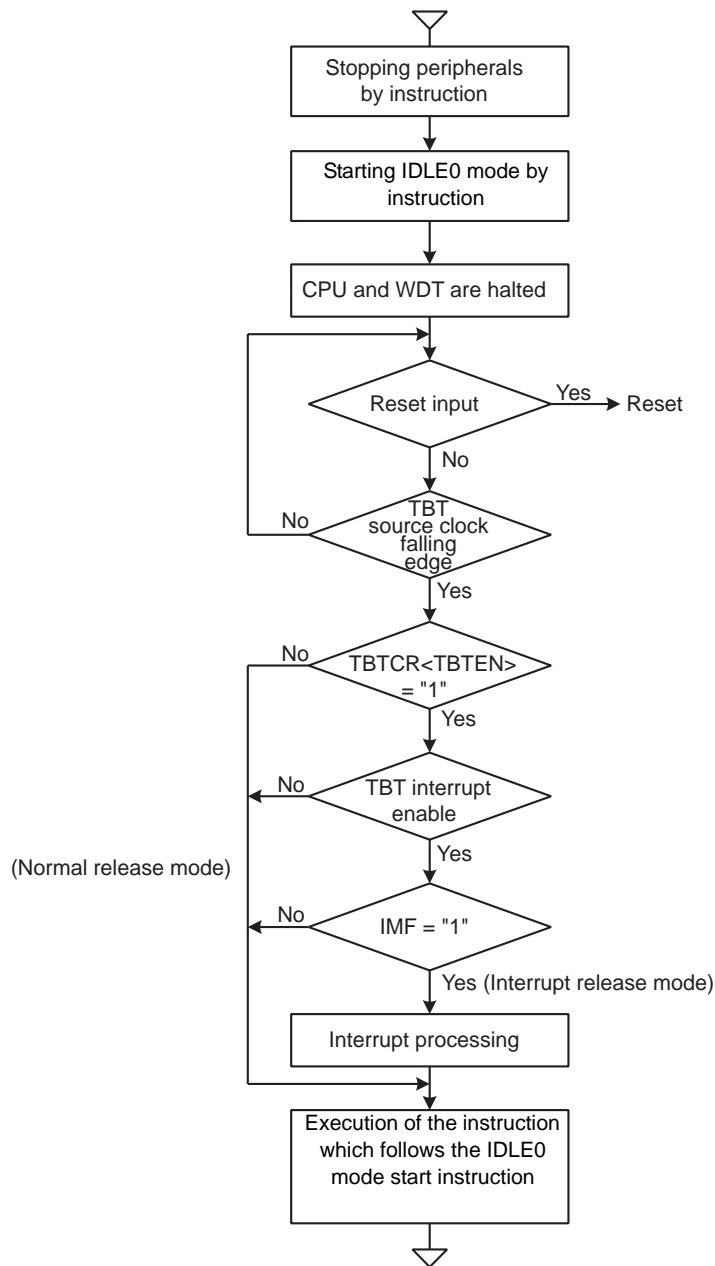 Stopping peripherals
by instruction
Starting IDLE0 mode by
instruction
CPU and WDT are halted
Reset input
Yes
Reset
No
No
TBT
source clock
falling
edge
Yes
No
TBTCR<TBTEN>
= "1"
Yes
No
TBT interrupt
enable
Yes
(Normal release mode)
No
IMF = "1"
Yes (Interrupt release mode)
Interrupt processing
Execution of the instruction
which follows the IDLE0
mode start instruction